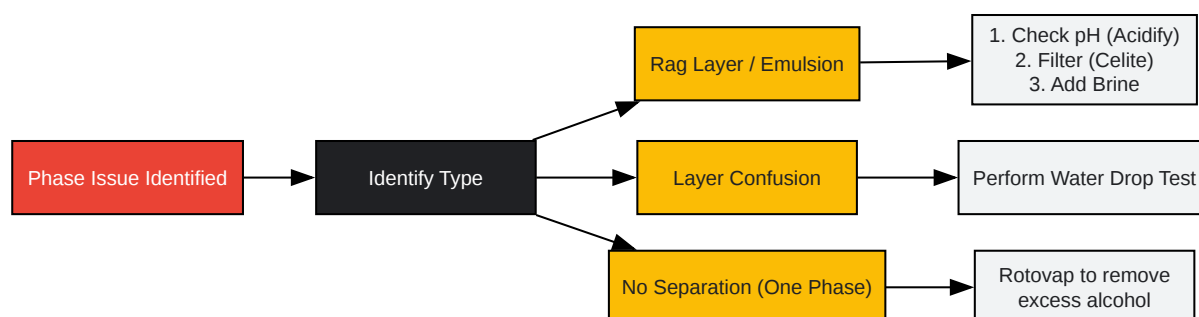 Phase Issue Identified
Identify Type
Rag Layer / Emulsion
1. Check pH (Acidify)
2. Filter (Celite)
3. Add Brine
Layer Confusion
Perform Water Drop Test
No Separation (One Phase)
Rotovap to remove
excess alcohol